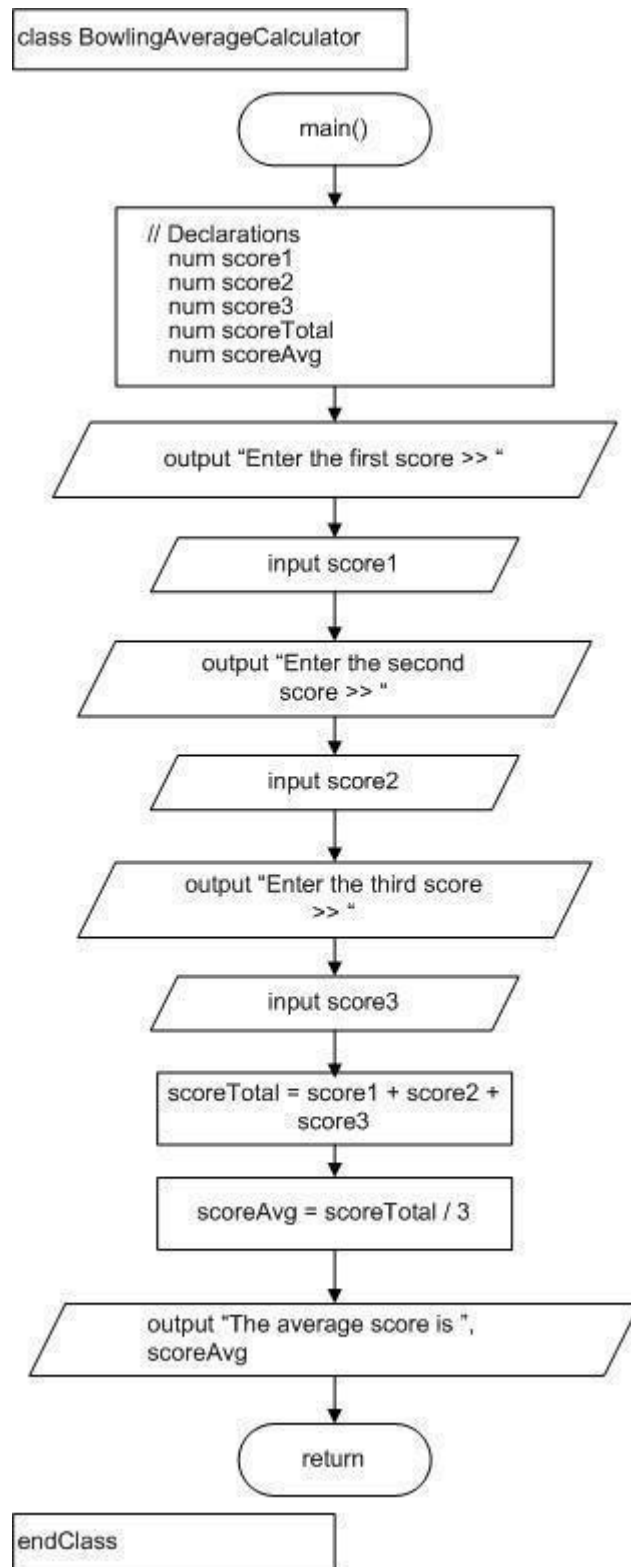 class BowlingAverageCalculator
main()
// Declarations
num score1
num score2
num score3
num scoreTotal
num scoreAvg
output “Enter the first score >> “
input score1
output “Enter the second
score >> “
input score2
output “Enter the third score
>> “
input score3
scoreTotal = score1 + score2 +
score3
scoreAvg = scoreTotal / 3
output “The average score is ”,
scoreAvg
return
endClass